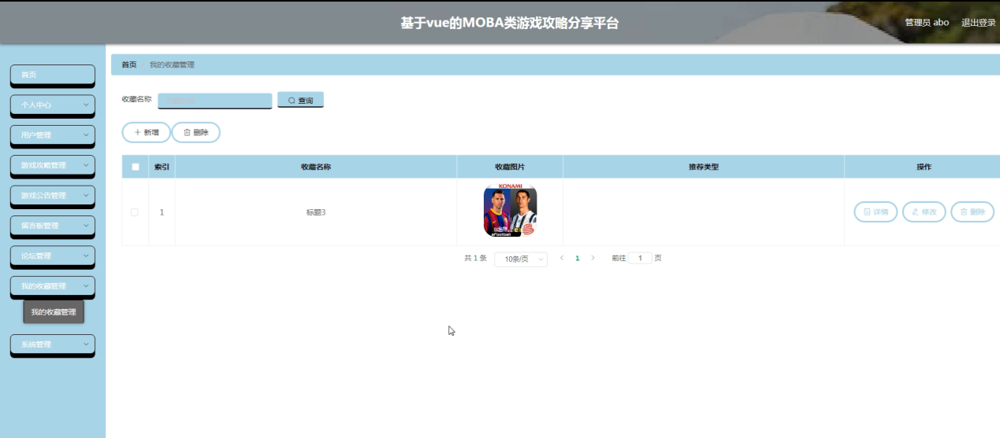 基于vue的MOBA类游戏攻略分享平台
管理员 abo 退出登录
首页
个人中心
用户管理
游戏攻略管理
游戏公告管理
留言板管理
论坛管理
我的收藏管理
我的收藏管理
系统管理
首页 / 我的收藏管理
收藏名称 查询
新增 删除
索引 收藏名称 收藏图片 推荐类型 操作
KONAMI
eFootball
1 标题3 详情 修改 删除
共 1 条 10条/页 1 前往 1 页